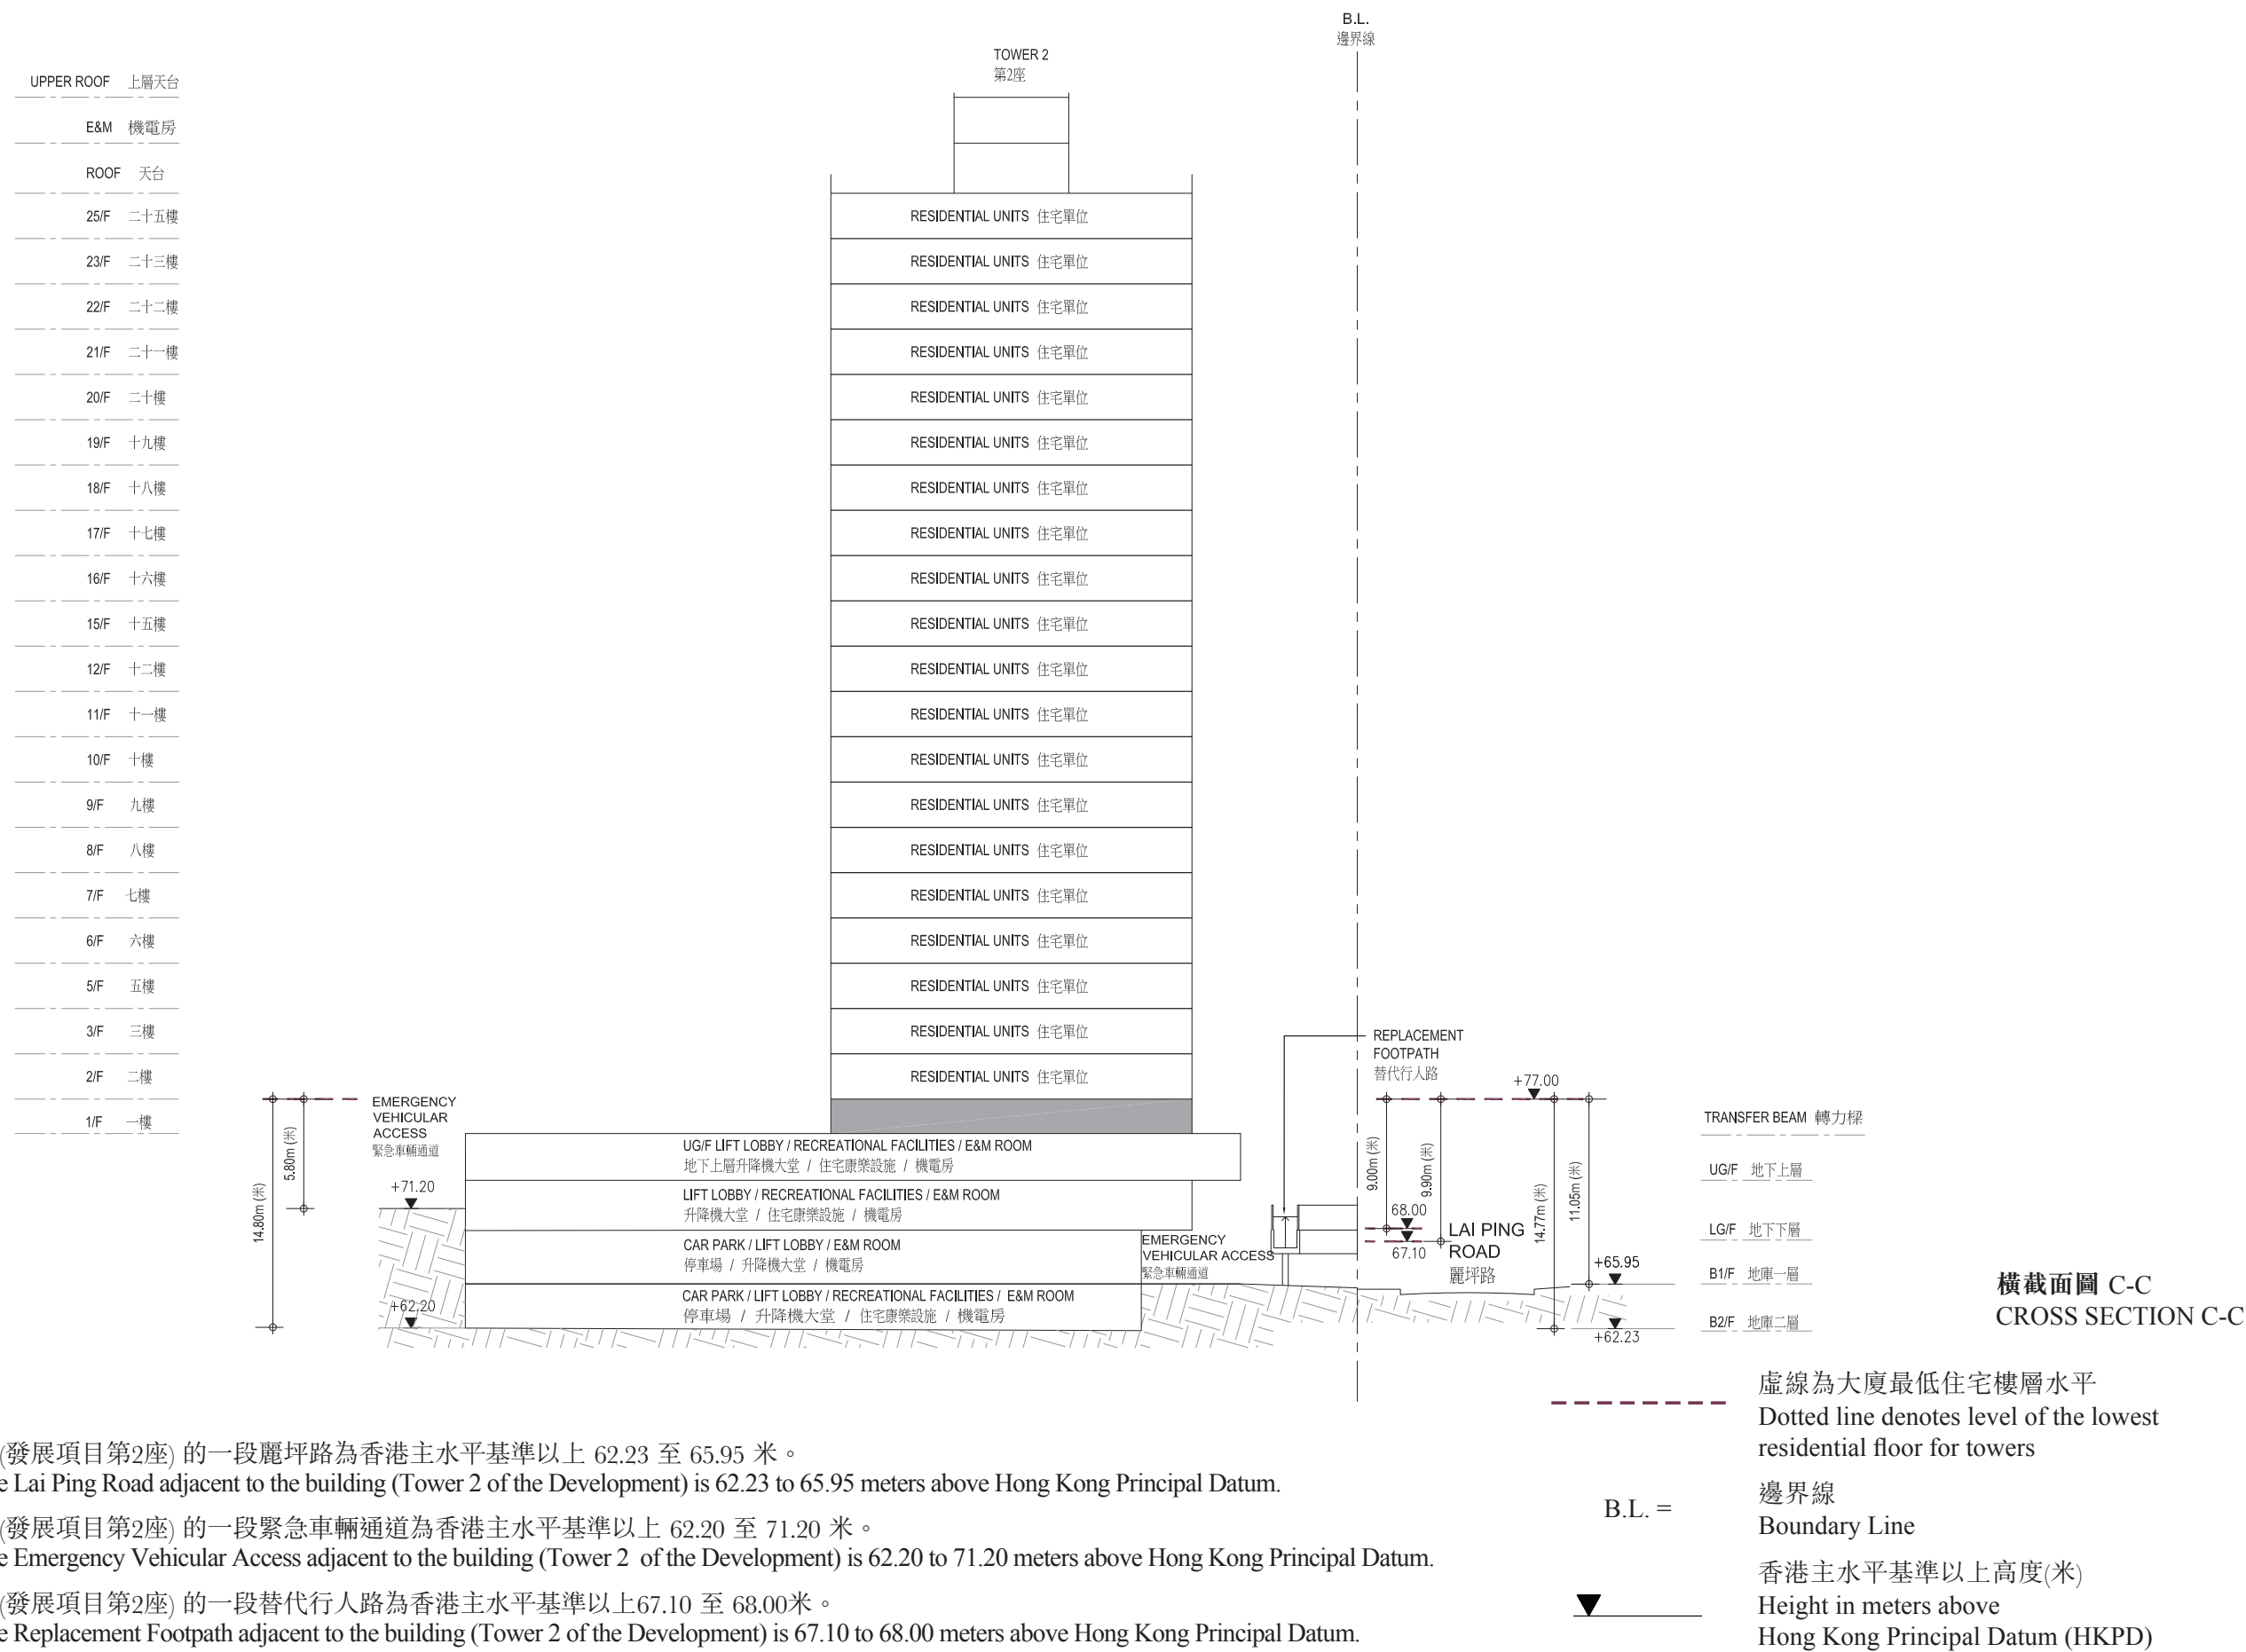 B.L.
邊界線
TOWER 2
第2座
UPPER ROOF 上層天台
E&M 機電房
ROOF 天台
25/F 二十五樓
RESIDENTIAL UNITS 住宅單位
23/F 二十三樓
RESIDENTIAL UNITS 住宅單位
22/F 二十二樓
RESIDENTIAL UNITS 住宅單位
21/F 二十一樓
RESIDENTIAL UNITS 住宅單位
20/F 二十樓
RESIDENTIAL UNITS 住宅單位
19/F 十九樓
RESIDENTIAL UNITS 住宅單位
18/F 十八樓
RESIDENTIAL UNITS 住宅單位
17/F 十七樓
RESIDENTIAL UNITS 住宅單位
16/F 十六樓
RESIDENTIAL UNITS 住宅單位
15/F 十五樓
RESIDENTIAL UNITS 住宅單位
12/F 十二樓
RESIDENTIAL UNITS 住宅單位
11/F 十一樓
RESIDENTIAL UNITS 住宅單位
10/F 十樓
RESIDENTIAL UNITS 住宅單位
9/F 九樓
RESIDENTIAL UNITS 住宅單位
8/F 八樓
RESIDENTIAL UNITS 住宅單位
7/F 七樓
RESIDENTIAL UNITS 住宅單位
6/F 六樓
RESIDENTIAL UNITS 住宅單位
5/F 五樓
RESIDENTIAL UNITS 住宅單位
3/F 三樓
RESIDENTIAL UNITS 住宅單位
2/F 二樓
RESIDENTIAL UNITS 住宅單位
1/F 一樓
14.80m (米)
5.80m (米)
EMERGENCY
VEHICULAR
ACCESS
緊急車輛通道
+71.20
+62.20
UG/F LIFT LOBBY / RECREATIONAL FACILITIES / E&M ROOM
地下上層升降機大堂 / 住宅康樂設施 / 機電房
LIFT LOBBY / RECREATIONAL FACILITIES / E&M ROOM
升降機大堂 / 住宅康樂設施 / 機電房
CAR PARK / LIFT LOBBY / E&M ROOM
停車場 / 升降機大堂 / 機電房
CAR PARK / LIFT LOBBY / RECREATIONAL FACILITIES / E&M ROOM
停車場 / 升降機大堂 / 住宅康樂設施 / 機電房
EMERGENCY
VEHICULAR ACCESS
緊急車輛通道
REPLACEMENT
FOOTPATH
替代行人路
9.00m (米)
9.90m (米)
68.00
67.10
LAI PING
ROAD
麗坪路
+77.00
14.77m (米)
11.05m (米)
+65.95
+62.23
TRANSFER BEAM 轉力樑
UG/F 地下上層
LG/F 地下下層
B1/F 地庫一層
B2/F 地庫二層
橫截面圖 C-C
CROSS SECTION C-C
虛線為大廈最低住宅樓層水平
Dotted line denotes level of the lowest
residential floor for towers
B.L. =
邊界線
Boundary Line
香港主水平基準以上高度(米)
Height in meters above
Hong Kong Principal Datum (HKPD)
(發展項目第2座) 的一段麗坪路為香港主水平基準以上 62.23 至 65.95 米。
e Lai Ping Road adjacent to the building (Tower 2 of the Development) is 62.23 to 65.95 meters above Hong Kong Principal Datum.
(發展項目第2座) 的一段緊急車輛通道為香港主水平基準以上 62.20 至 71.20 米。
e Emergency Vehicular Access adjacent to the building (Tower 2 of the Development) is 62.20 to 71.20 meters above Hong Kong Principal Datum.
(發展項目第2座) 的一段替代行人路為香港主水平基準以上67.10 至 68.00米。
e Replacement Footpath adjacent to the building (Tower 2 of the Development) is 67.10 to 68.00 meters above Hong Kong Principal Datum.